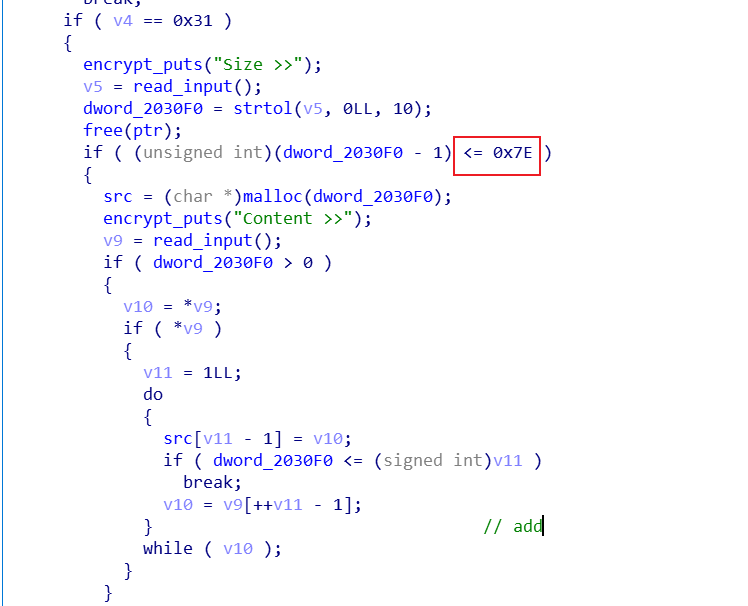 break;
if ( v4 == 0x31 )
{
encrypt_puts("Size >>");
v5 = read_input();
dword_2030F0 = strtol(v5, 0LL, 10);
free(ptr);
if ( (unsigned int)(dword_2030F0 - 1) <= 0x7E )
{
src = (char *)malloc(dword_2030F0);
encrypt_puts("Content >>");
v9 = read_input();
if ( dword_2030F0 > 0 )
{
v10 = *v9;
if ( *v9 )
{
v11 = 1LL;
do
{
src[v11 - 1] = v10;
if ( dword_2030F0 <= (signed int)v11 )
break;
v10 = v9[++v11 - 1];
} // add
while ( v10 );
}
}